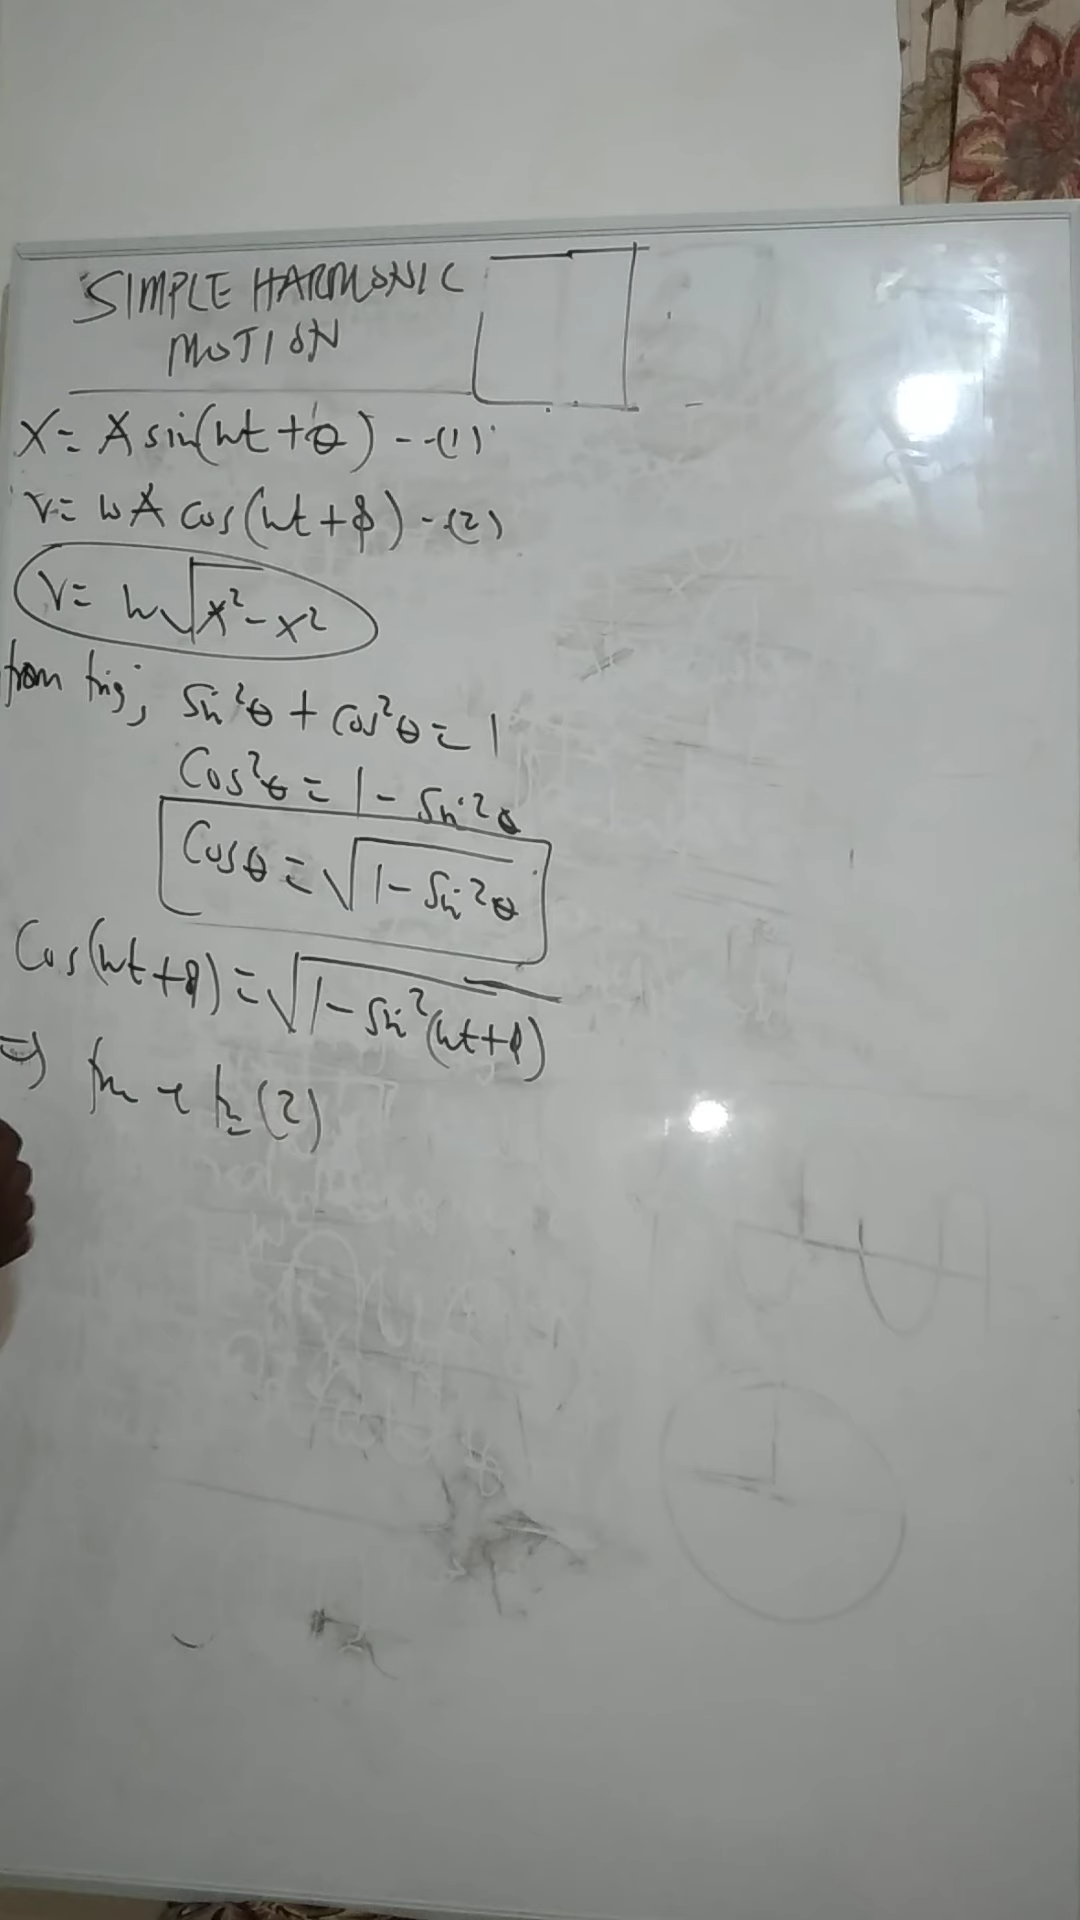 SIMPLE HARMONIC
MOTION
X = A sin(wt + θ) - - (1)
V = wA cos(wt + φ) - (2)
V = w√A² - x²
from trig; Sin²θ + Cos²θ = 1
Cos²θ = 1 - Sin²θ
Cosθ = √1 - Sin²θ
Cos(wt + φ) = √1 - Sin²(wt + φ)
⇒ (2)